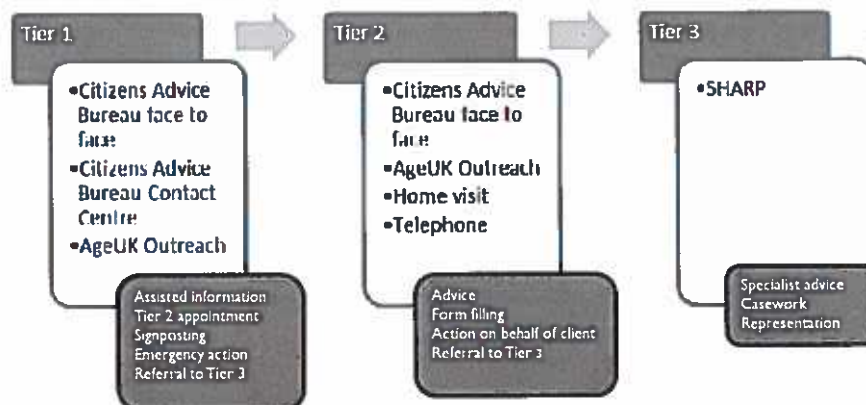 Tier 1
•Citizens Advice
Bureau face to
face
•Citizens Advice
Bureau Contact
Centre
•AgeUK Outreach
Assisted information
Tier 2 appointment
Signposting
Emergency action
Referral to Tier 3
Tier 2
•Citizens Advice
Bureau face to
face
•AgeUK Outreach
•Home visit
•Telephone
Advice
Form filling
Action on behalf of client
Referral to Tier 3
Tier 3
•SHARP
Specialist advice
Casework
Representation